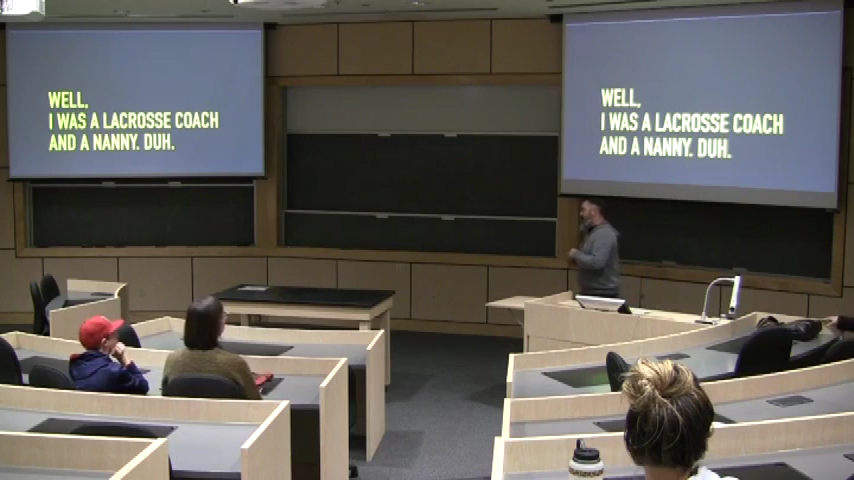 WELL,
I WAS A LACROSSE COACH
AND A NANNY. DUH.
WELL,
I WAS A LACROSSE COACH
AND A NANNY. DUH.